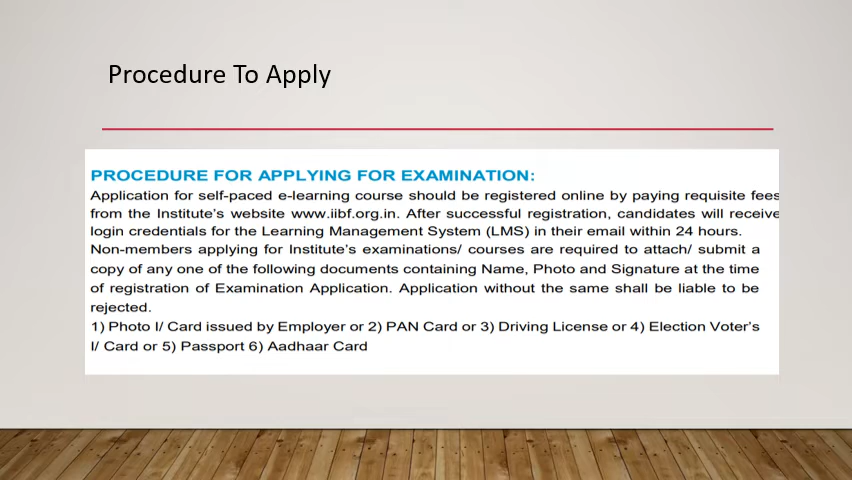 Procedure To Apply
PROCEDURE FOR APPLYING FOR EXAMINATION:
Application for self-paced e-learning course should be registered online by paying requisite fees
from the Institute's website www.iibf.org.in. After successful registration, candidates will receive
login credentials for the Learning Management System (LMS) in their email within 24 hours.
Non-members applying for Institute's examinations/ courses are required to attach/ submit a
copy of any one of the following documents containing Name, Photo and Signature at the time
of registration of Examination Application. Application without the same shall be liable to be
rejected.
1) Photo I/ Card issued by Employer or 2) PAN Card or 3) Driving License or 4) Election Voter's
I/ Card or 5) Passport 6) Aadhaar Card